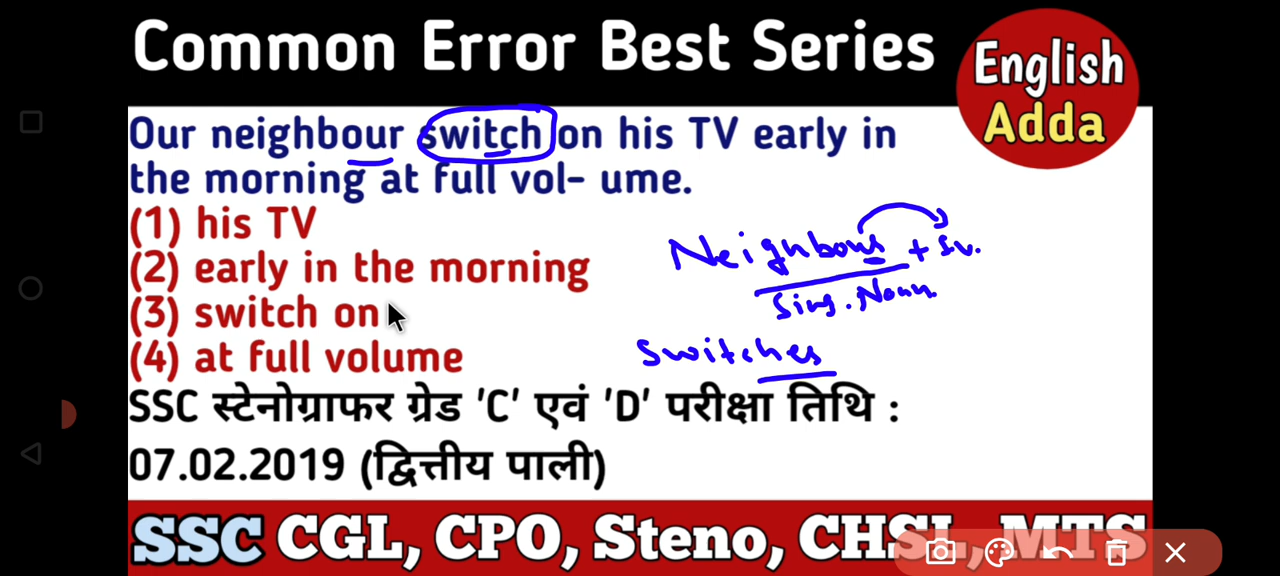 Common Error Best Series
English
Adda
Our neighbour switch on his TV early in
the morning at full vol- ume.
(1) his TV
(2) early in the morning
(3) switch on
(4) at full volume
Neighbour + SV.
Sing. Noun.
Switches
SSC स्टेनोग्राफर ग्रेड 'C' एवं 'D' परीक्षा तिथि :
07.02.2019 (द्वित्तीय पाली)
SSC CGL, CPO, Steno, CHSL, MTS